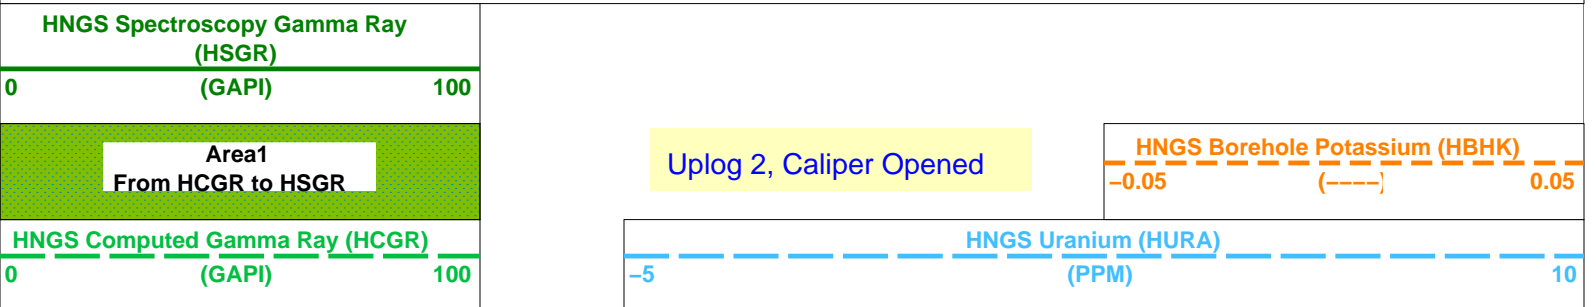 HNGS Spectroscopy Gamma Ray
(HSGR)
0 (GAPI) 100
Area1
From HCGR to HSGR
Uplog 2, Caliper Opened
HNGS Borehole Potassium (HBHK)
−0.05 (−−−−) 0.05
HNGS Computed Gamma Ray (HCGR)
0 (GAPI) 100
HNGS Uranium (HURA)
−5 (PPM) 10